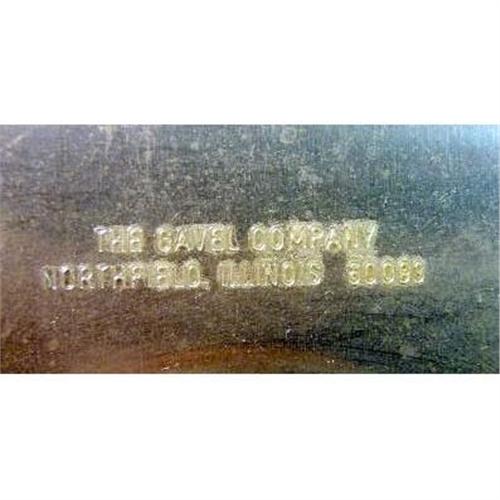 THE GAVEL COMPANY
NORTHFIELD, ILLINOIS 60093